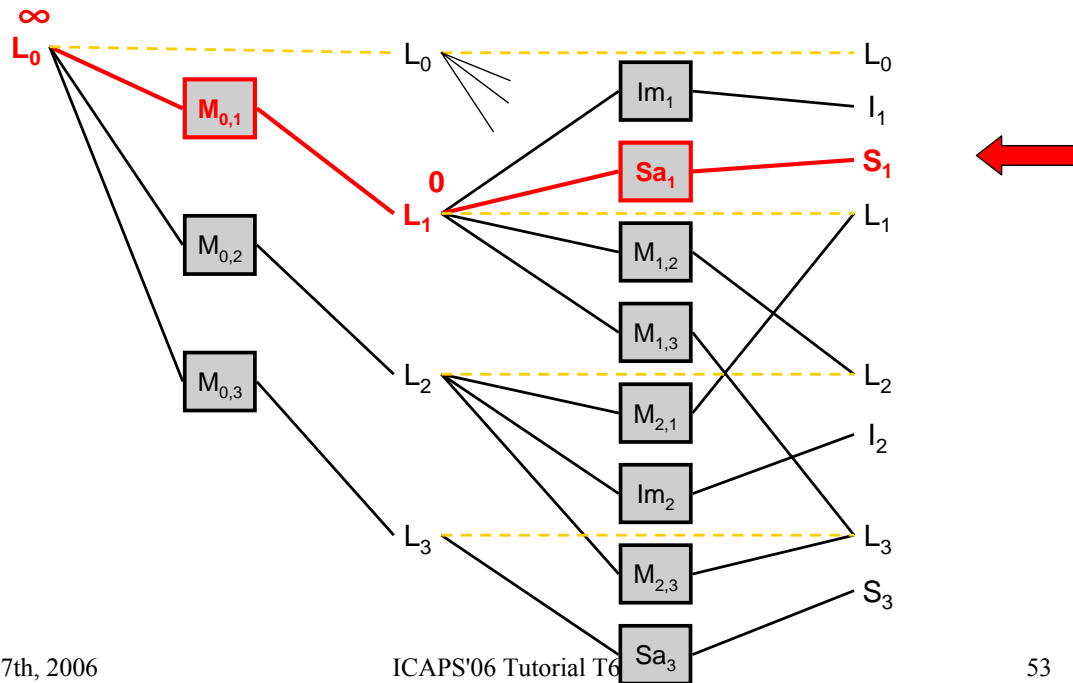 ∞
L0 L0 L0
Im1
I1
M0,1
Sa1 S1
0
L1 L1
M0,2 M1,2
M1,3
M0,3 L2 L2
M2,1
I2
Im2
L3 L3
M2,3
S3
Sa3
7th, 2006 ICAPS'06 Tutorial T6 53